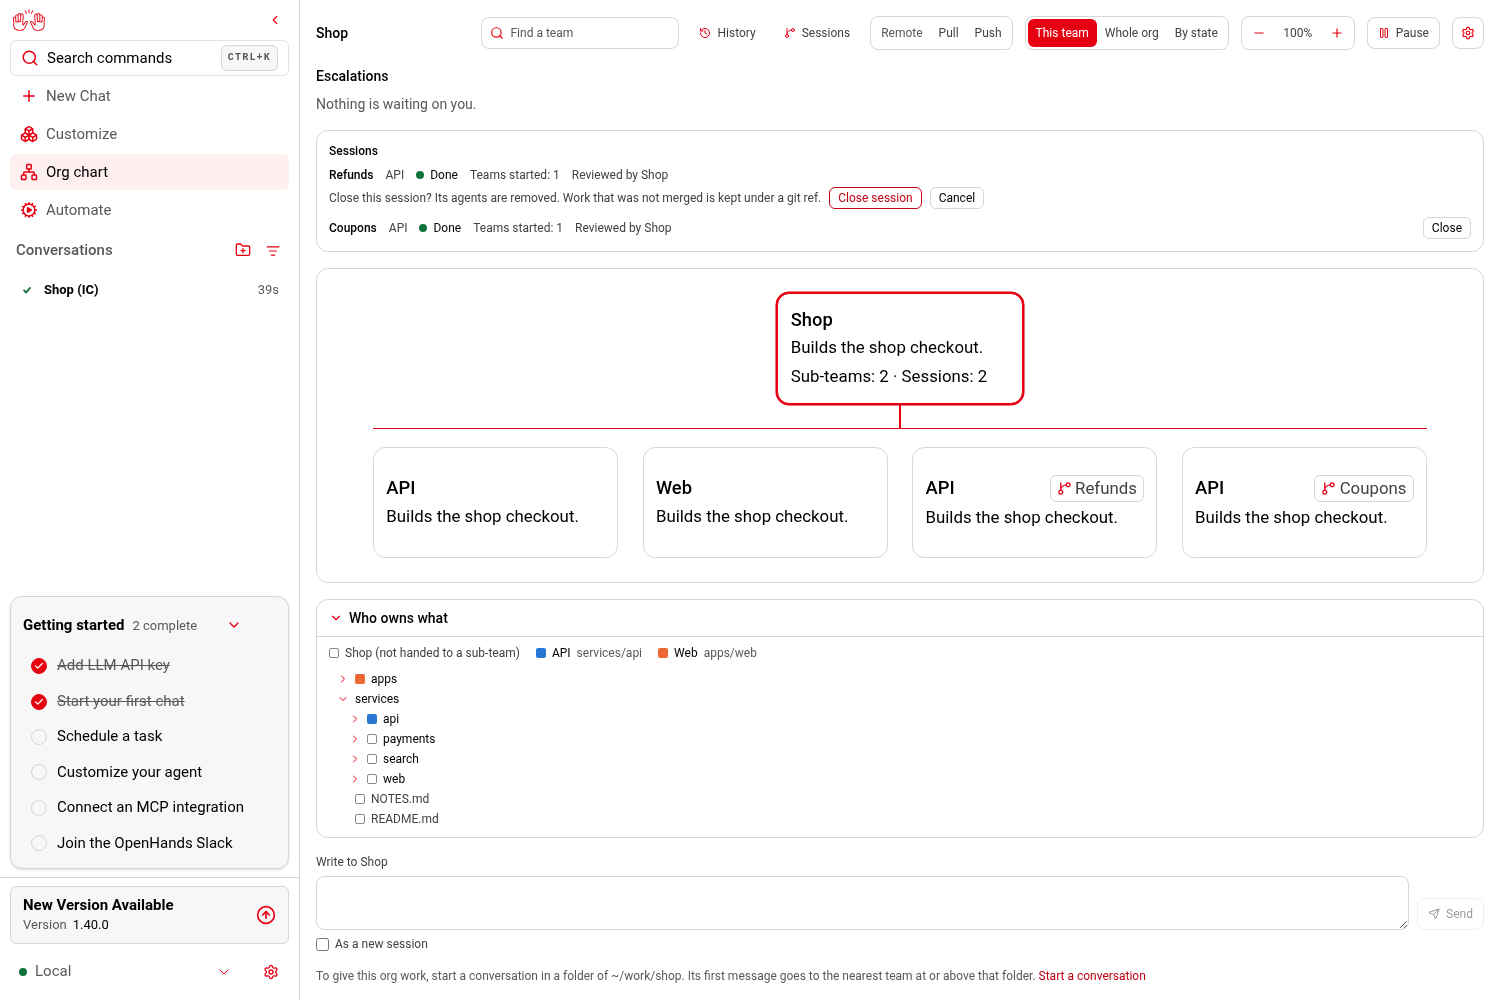 Search commands CTRL+K
New Chat
Customize
Org chart
Automate
Conversations
Shop (IC) 39s
Getting started 2 complete
Add LLM API key
Start your first chat
Schedule a task
Customize your agent
Connect an MCP integration
Join the OpenHands Slack
New Version Available
Version 1.40.0
Local
Shop
Find a team
History
Sessions
Remote Pull Push
This team Whole org By state
100%
Pause
Escalations
Nothing is waiting on you.
Sessions
Refunds API Done Teams started: 1 Reviewed by Shop
Close this session? Its agents are removed. Work that was not merged is kept under a git ref. Close session Cancel
Coupons API Done Teams started: 1 Reviewed by Shop Close
Shop
Builds the shop checkout.
Sub-teams: 2 · Sessions: 2
API
Builds the shop checkout.
Web
Builds the shop checkout.
API Refunds
Builds the shop checkout.
API Coupons
Builds the shop checkout.
Who owns what
Shop (not handed to a sub-team) API services/api Web apps/web
apps
services
api
payments
search
web
NOTES.md
README.md
Write to Shop
Send
As a new session
To give this org work, start a conversation in a folder of ~/work/shop. Its first message goes to the nearest team at or above that folder. Start a conversation